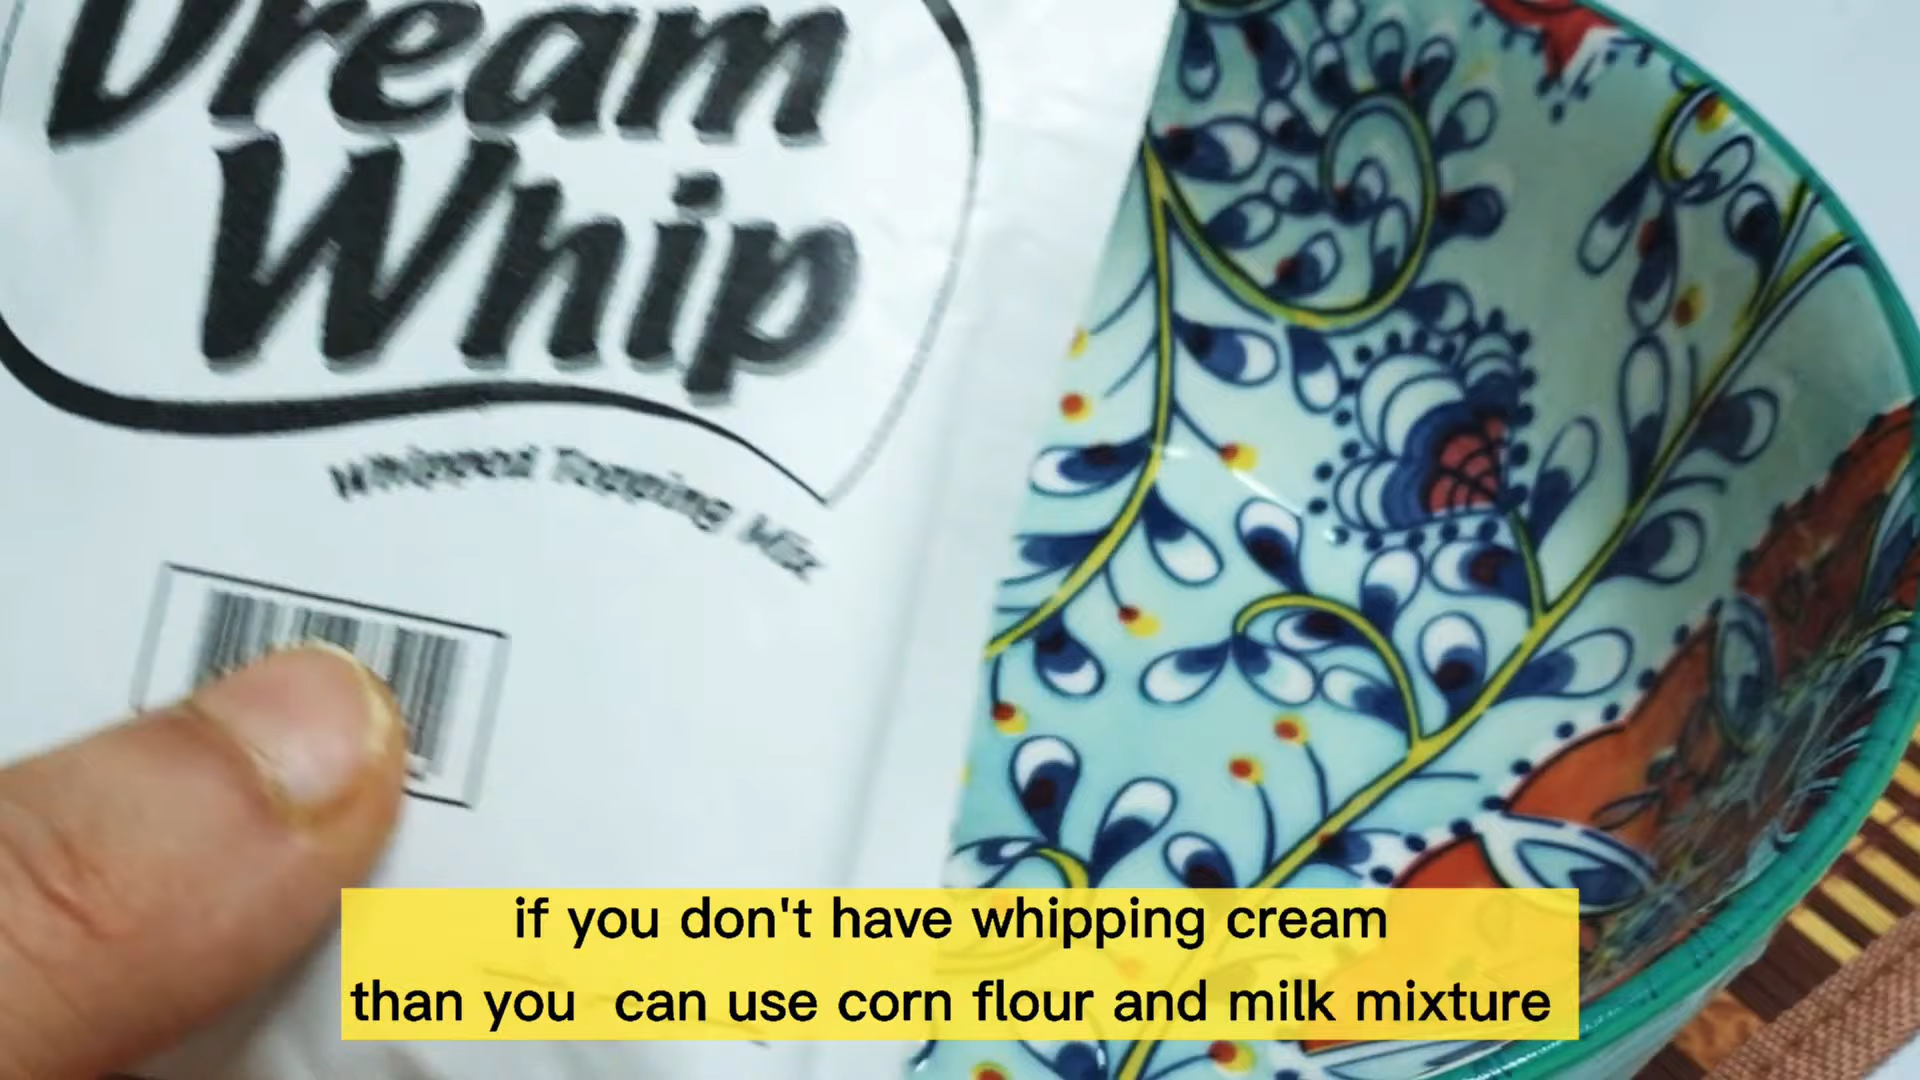 Dream
Whip
Whipped Topping Mix
if you don't have whipping cream
than you can use corn flour and milk mixture